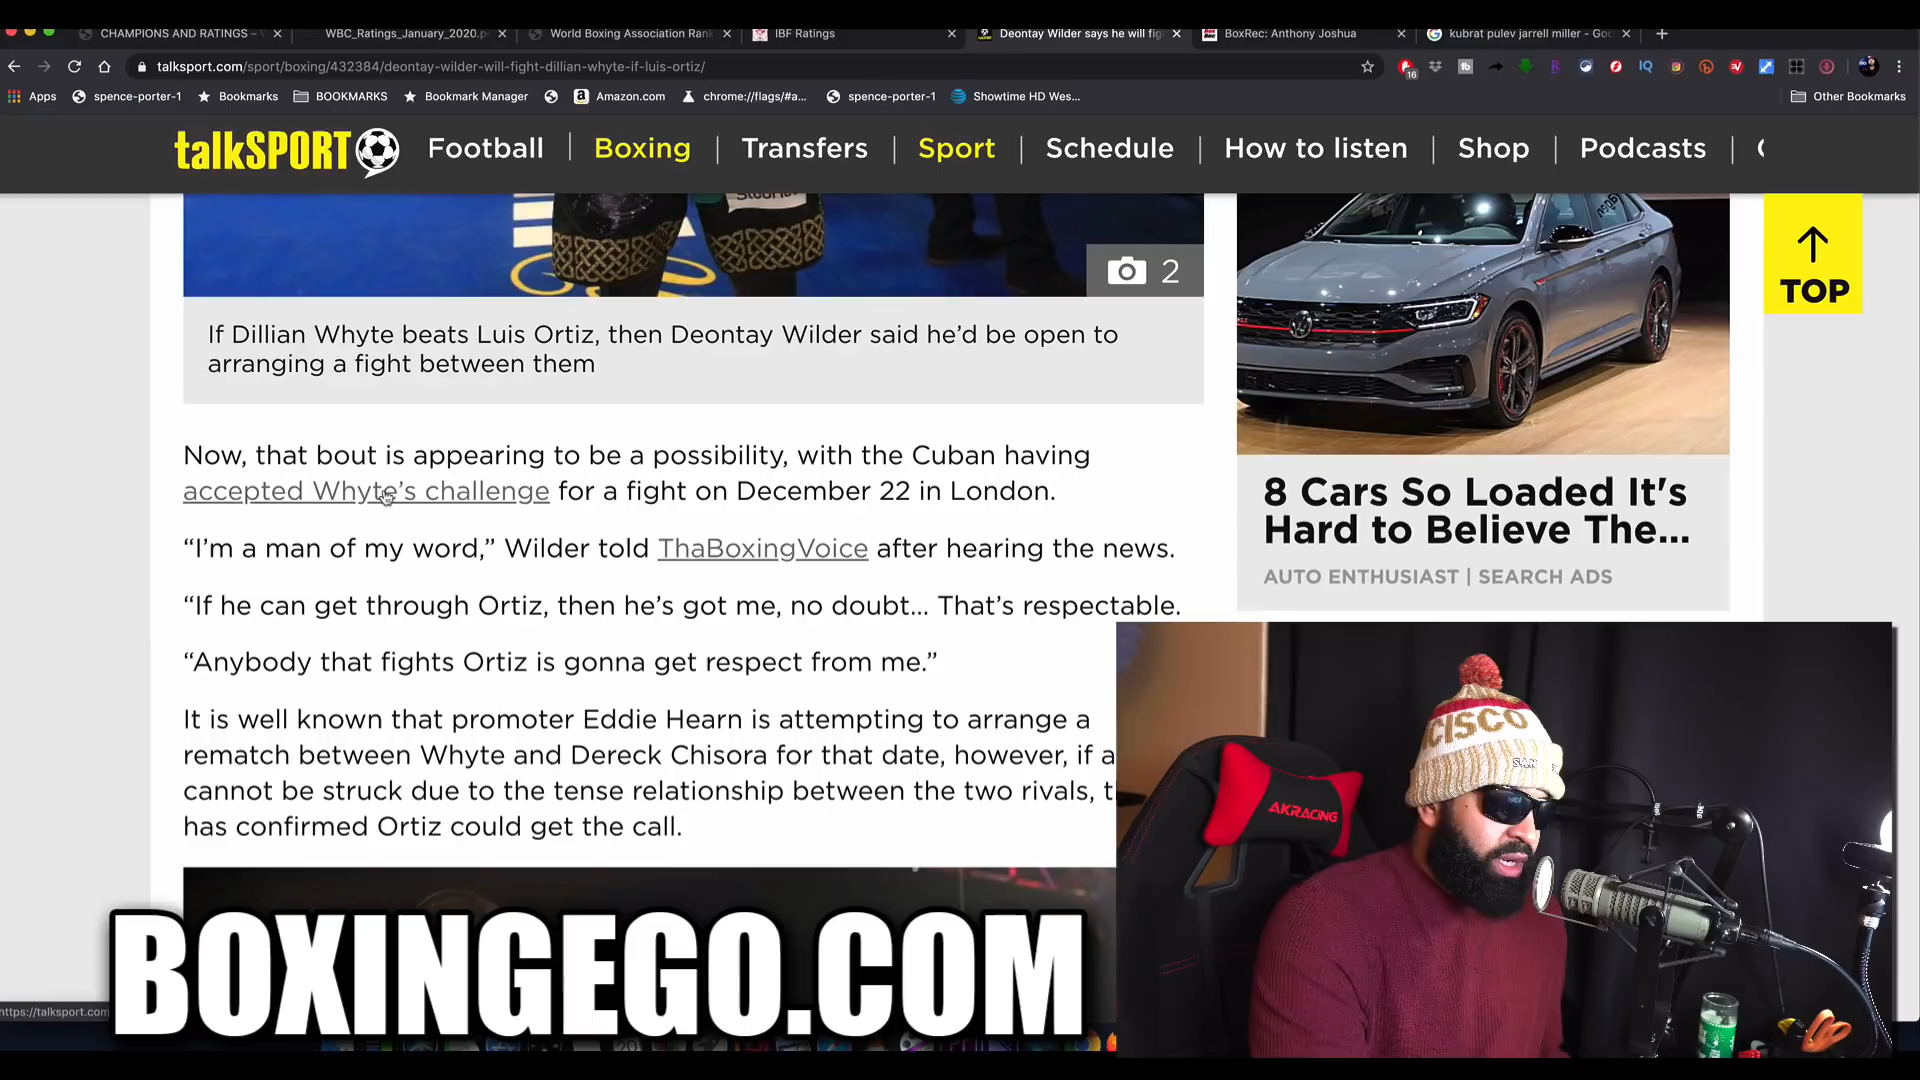 CHAMPIONS AND RATINGS –
WBC_Ratings_January_2020.p
World Boxing Association Rank
IBF Ratings
Deontay Wilder says he will fig
BoxRec: Anthony Joshua
kubrat pulev jarrell miller - Goo
talksport.com/sport/boxing/432384/deontay-wilder-will-fight-dillian-whyte-if-luis-ortiz/
16
IQ
Apps
spence-porter-1
Bookmarks
BOOKMARKS
Bookmark Manager
Amazon.com
chrome://flags/#a...
spence-porter-1
Showtime HD Wes...
Other Bookmarks
talkSPORT
Football
Boxing
Transfers
Sport
Schedule
How to listen
Shop
Podcasts
2
TOP
If Dillian Whyte beats Luis Ortiz, then Deontay Wilder said he’d be open to
arranging a fight between them
Now, that bout is appearing to be a possibility, with the Cuban having
accepted Whyte’s challenge for a fight on December 22 in London.
“I’m a man of my word,” Wilder told ThaBoxingVoice after hearing the news.
“If he can get through Ortiz, then he’s got me, no doubt... That’s respectable.
“Anybody that fights Ortiz is gonna get respect from me.”
It is well known that promoter Eddie Hearn is attempting to arrange a
rematch between Whyte and Dereck Chisora for that date, however, if a
cannot be struck due to the tense relationship between the two rivals, t
has confirmed Ortiz could get the call.
8 Cars So Loaded It's
Hard to Believe The...
AUTO ENTHUSIAST | SEARCH ADS
CISCO
AKRACING
https://talksport.com
BOXINGEGO.COM